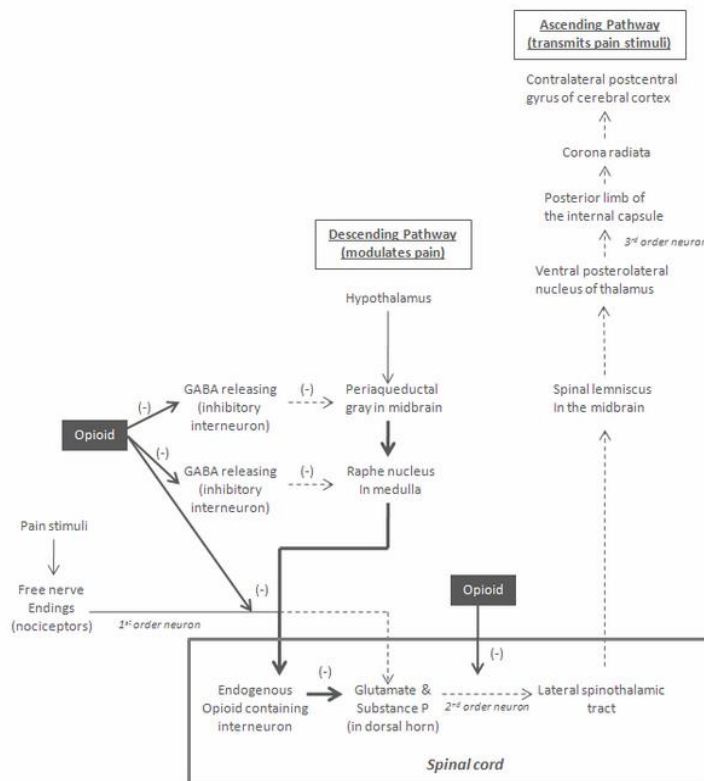 Ascending Pathway
(transmits pain stimuli)
Contralateral postcentral
gyrus of cerebral cortex
Corona radiata
Posterior limb of
the internal capsule
3rd order neuron
Descending Pathway
(modulates pain)
Ventral posterolateral
nucleus of thalamus
Hypothalamus
(-)
GABA releasing
(inhibitory
interneuron)
(-)
Periaqueductal
gray in midbrain
Spinal lemniscus
In the midbrain
Opioid
(-)
GABA releasing
(inhibitory
interneuron)
(-)
Raphe nucleus
In medulla
Pain stimuli
Free nerve
Endings
(nociceptors)
1st order neuron
(-)
Opioid
(-)
Endogenous
Opioid containing
interneuron
(-)
Glutamate &
Substance P
(in dorsal horn)
2nd order neuron
Lateral spinothalamic
tract
Spinal cord